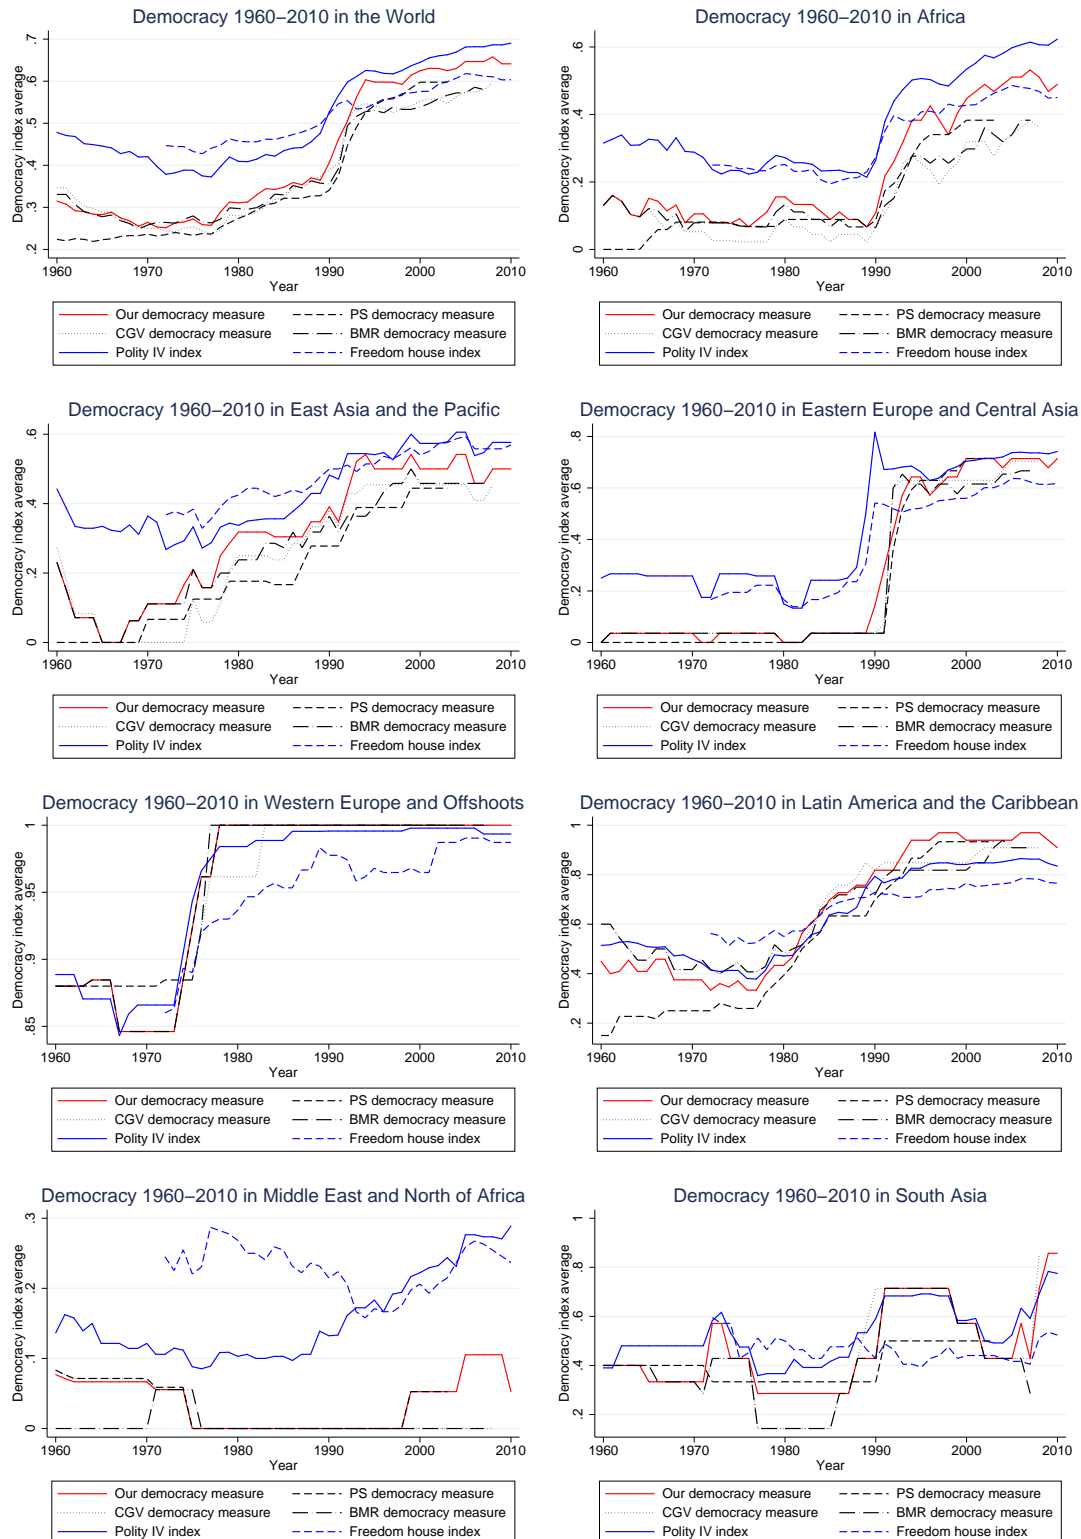 Democracy 1960−2010 in the World
Democracy index average
.7
.6
.5
.4
.3
.2
1960 1970 1980 1990 2000 2010
Year
Our democracy measure PS democracy measure
CGV democracy measure BMR democracy measure
Polity IV index Freedom house index
Democracy 1960−2010 in Africa
Democracy index average
.6
.4
.2
0
1960 1970 1980 1990 2000 2010
Year
Our democracy measure PS democracy measure
CGV democracy measure BMR democracy measure
Polity IV index Freedom house index
Democracy 1960−2010 in East Asia and the Pacific
Democracy index average
.6
.4
.2
0
1960 1970 1980 1990 2000 2010
Year
Our democracy measure PS democracy measure
CGV democracy measure BMR democracy measure
Polity IV index Freedom house index
Democracy 1960−2010 in Eastern Europe and Central Asia
Democracy index average
.8
.6
.4
.2
0
1960 1970 1980 1990 2000 2010
Year
Our democracy measure PS democracy measure
CGV democracy measure BMR democracy measure
Polity IV index Freedom house index
Democracy 1960−2010 in Western Europe and Offshoots
Democracy index average
1
.95
.9
.85
1960 1970 1980 1990 2000 2010
Year
Our democracy measure PS democracy measure
CGV democracy measure BMR democracy measure
Polity IV index Freedom house index
Democracy 1960−2010 in Latin America and the Caribbean
Democracy index average
1
.8
.6
.4
.2
1960 1970 1980 1990 2000 2010
Year
Our democracy measure PS democracy measure
CGV democracy measure BMR democracy measure
Polity IV index Freedom house index
Democracy 1960−2010 in Middle East and North of Africa
Democracy index average
.3
.2
.1
0
1960 1970 1980 1990 2000 2010
Year
Our democracy measure PS democracy measure
CGV democracy measure BMR democracy measure
Polity IV index Freedom house index
Democracy 1960−2010 in South Asia
Democracy index average
1
.8
.6
.4
.2
1960 1970 1980 1990 2000 2010
Year
Our democracy measure PS democracy measure
CGV democracy measure BMR democracy measure
Polity IV index Freedom house index